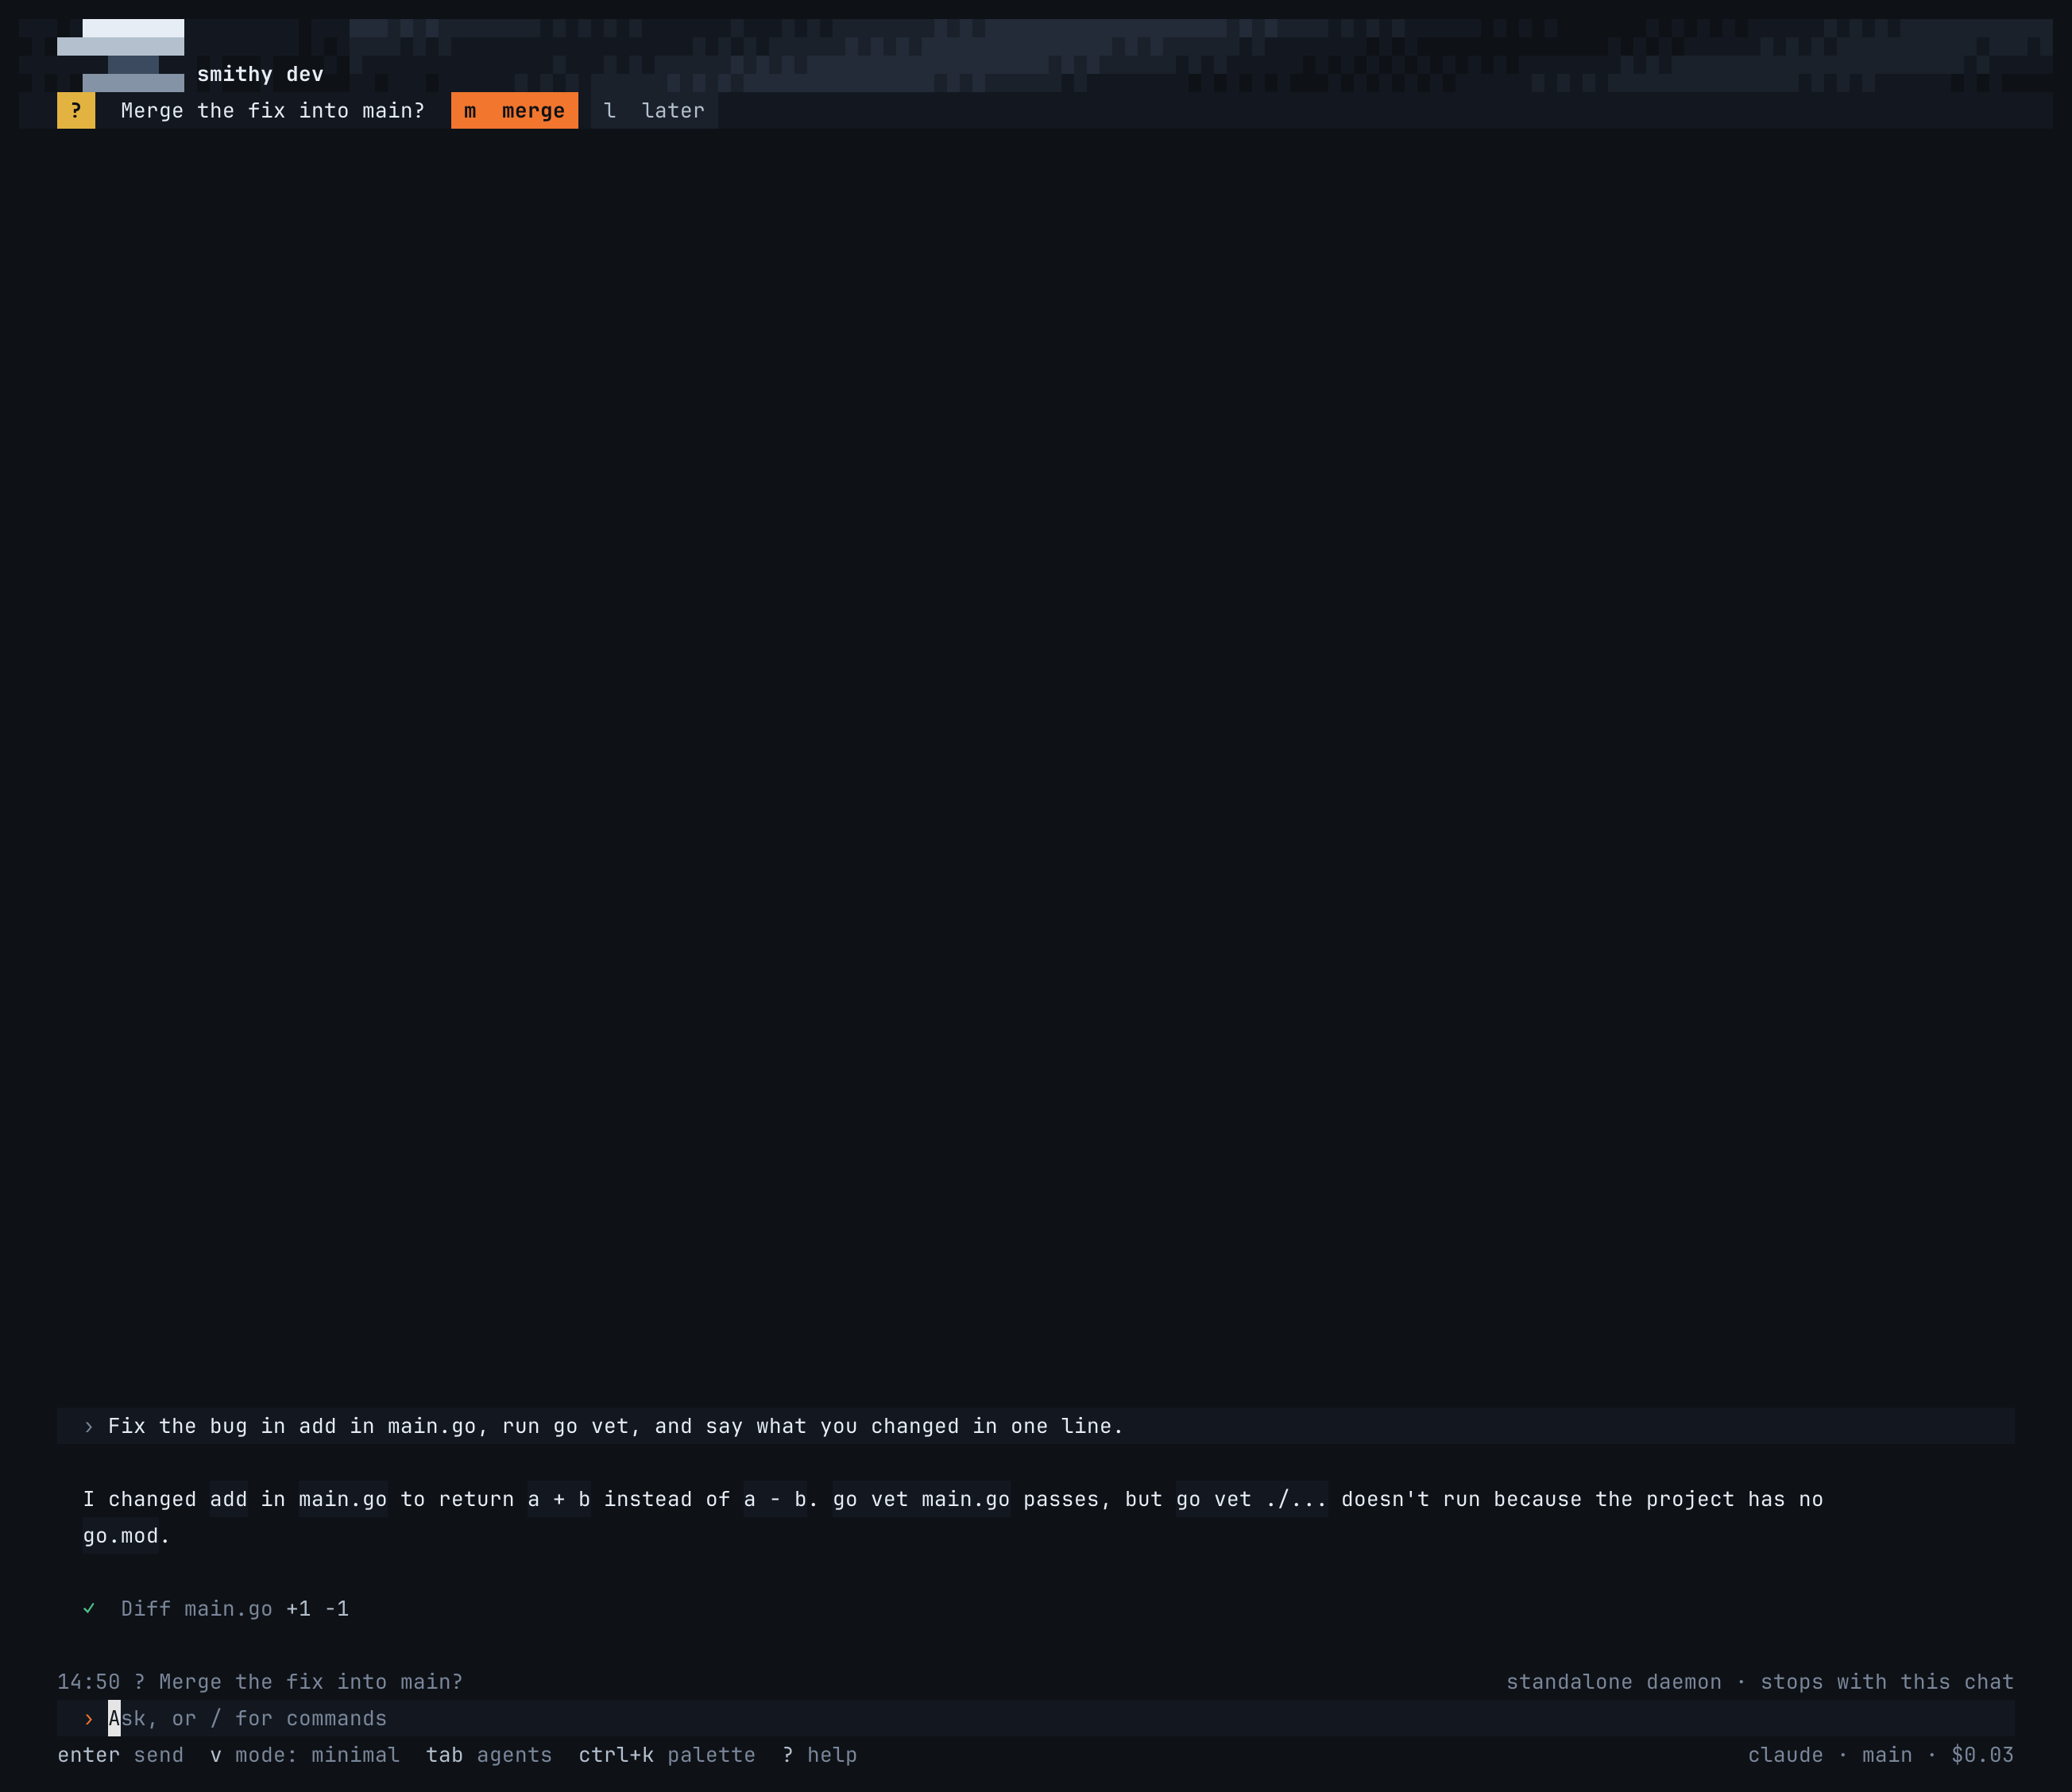 smithy dev
? Merge the fix into main? m merge l later
› Fix the bug in add in main.go, run go vet, and say what you changed in one line.
I changed add in main.go to return a + b instead of a - b. go vet main.go passes, but go vet ./... doesn't run because the project has no
go.mod.
✓ Diff main.go +1 -1
14:50 ? Merge the fix into main? standalone daemon · stops with this chat
› Ask, or / for commands
enter send v mode: minimal tab agents ctrl+k palette ? help claude · main · $0.03